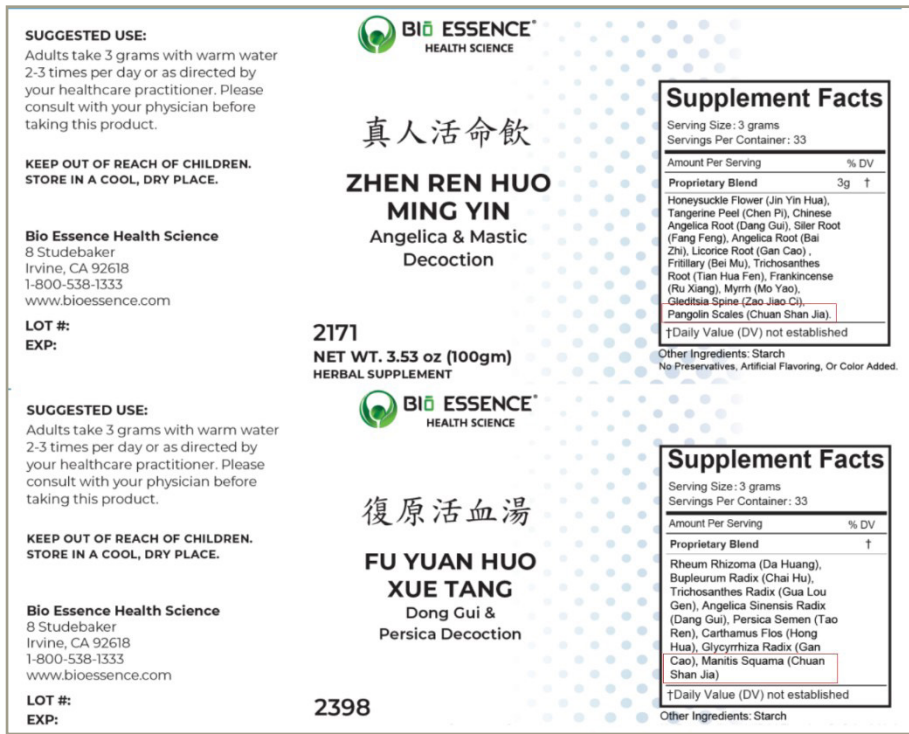 SUGGESTED USE:
Adults take 3 grams with warm water
2-3 times per day or as directed by
your healthcare practitioner. Please
consult with your physician before
taking this product.
KEEP OUT OF REACH OF CHILDREN.
STORE IN A COOL, DRY PLACE.
Bio Essence Health Science
8 Studebaker
Irvine, CA 92618
1-800-538-1333
www.bioessence.com
LOT #:
EXP:
BIō ESSENCE®
HEALTH SCIENCE
真人活命飲
ZHEN REN HUO
MING YIN
Angelica & Mastic
Decoction
2171
NET WT. 3.53 oz (100gm)
HERBAL SUPPLEMENT
Supplement Facts
Serving Size: 3 grams
Servings Per Container: 33
Amount Per Serving % DV
Proprietary Blend 3g †
Honeysuckle Flower (Jin Yin Hua),
Tangerine Peel (Chen Pi), Chinese
Angelica Root (Dang Gui), Siler Root
(Fang Feng), Angelica Root (Bai
Zhi), Licorice Root (Gan Cao) ,
Fritillary (Bei Mu), Trichosanthes
Root (Tian Hua Fen), Frankincense
(Ru Xiang), Myrrh (Mo Yao),
Gleditsia Spine (Zao Jiao Ci),
Pangolin Scales (Chuan Shan Jia).
†Daily Value (DV) not established
Other Ingredients: Starch
No Preservatives, Artificial Flavoring, Or Color Added.
SUGGESTED USE:
Adults take 3 grams with warm water
2-3 times per day or as directed by
your healthcare practitioner. Please
consult with your physician before
taking this product.
KEEP OUT OF REACH OF CHILDREN.
STORE IN A COOL, DRY PLACE.
Bio Essence Health Science
8 Studebaker
Irvine, CA 92618
1-800-538-1333
www.bioessence.com
LOT #:
EXP:
BIō ESSENCE®
HEALTH SCIENCE
復原活血湯
FU YUAN HUO
XUE TANG
Dong Gui &
Persica Decoction
2398
Supplement Facts
Serving Size: 3 grams
Servings Per Container: 33
Amount Per Serving % DV
Proprietary Blend †
Rheum Rhizoma (Da Huang),
Bupleurum Radix (Chai Hu),
Trichosanthes Radix (Gua Lou
Gen), Angelica Sinensis Radix
(Dang Gui), Persica Semen (Tao
Ren), Carthamus Flos (Hong
Hua), Glycyrrhiza Radix (Gan
Cao), Manitis Squama (Chuan
Shan Jia)
†Daily Value (DV) not established
Other Ingredients: Starch